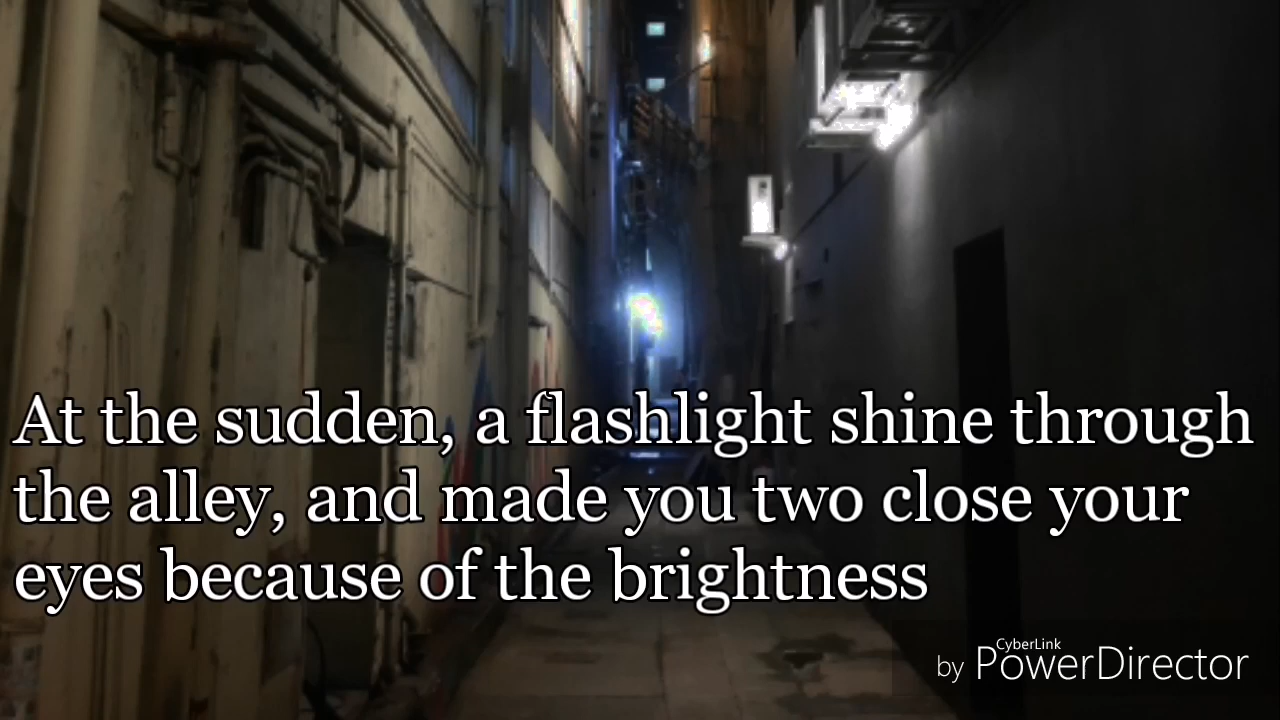 At the sudden, a flashlight shine through
the alley, and made you two close your
eyes because of the brightness
CyberLink
by PowerDirector